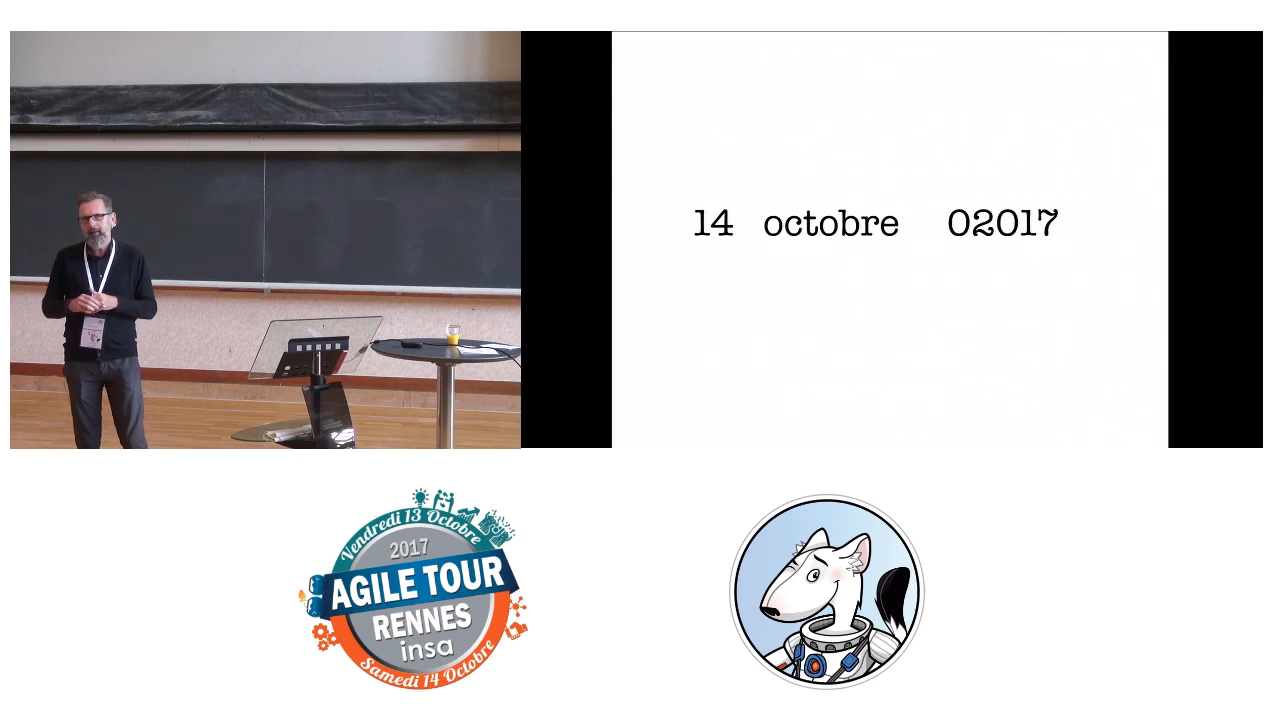 14 octobre 02017
Vendredi 13 Octobre
2017
AGILE TOUR
RENNES
insa
Samedi 14 Octobre